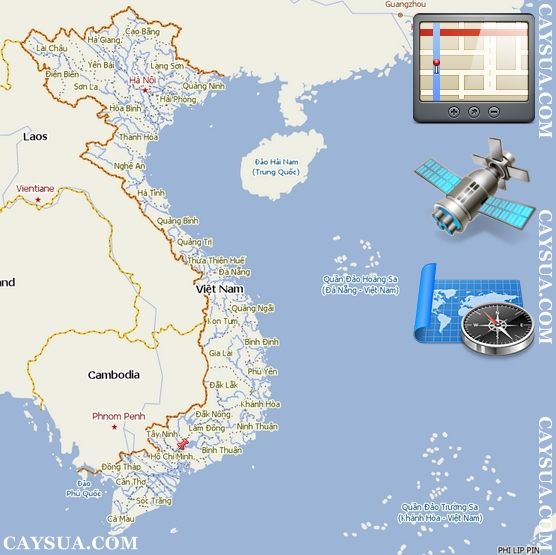 Guangzhou
Cao Bằng
Hà Giang
Lai Châu
Lạng Sơn
Yên Bái
Điện Biên
Sơn La
Hà Nội
Quảng Ninh
Hải Phòng
Hòa Bình
Laos
Thanh Hóa
Nghệ An
Đảo Hải Nam
(Trung Quốc)
Vientiane
Hà Tĩnh
Quảng Bình
Quảng Trị
Thừa Thiên Huế
Đà Nẵng
nd
Việt Nam
Quần Đảo Hoàng Sa
(Đà Nẵng - Việt Nam)
Quảng Ngãi
Kon Tum
Bình Định
Gia Lai
Phú Yên
Cambodia
Đắk Lắk
Khánh Hòa
Phnom Penh
Đắk Nông
Ninh Thuận
Lâm Đồng
Tây Ninh
Bình Thuận
Hồ Chí Minh
Đồng Tháp
Đảo
Phú Quốc
Cần Thơ
Sóc Trăng
Cà Mau
Quần Đảo Trường Sa
(Khánh Hòa - Việt Nam)
PHI LIP PIN
N
E
S
W
CAYSUA.COM
CAYSUA.COM
CAYSUA.COM
CAYSUA.COM